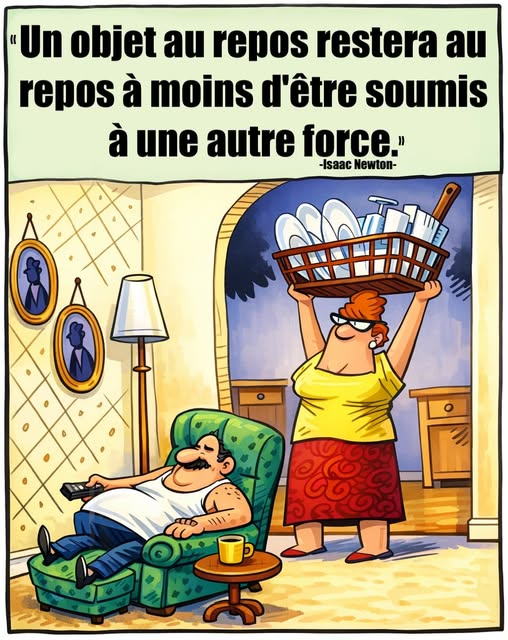 « Un objet au repos restera au
repos à moins d'être soumis
à une autre force.»
-Isaac Newton-